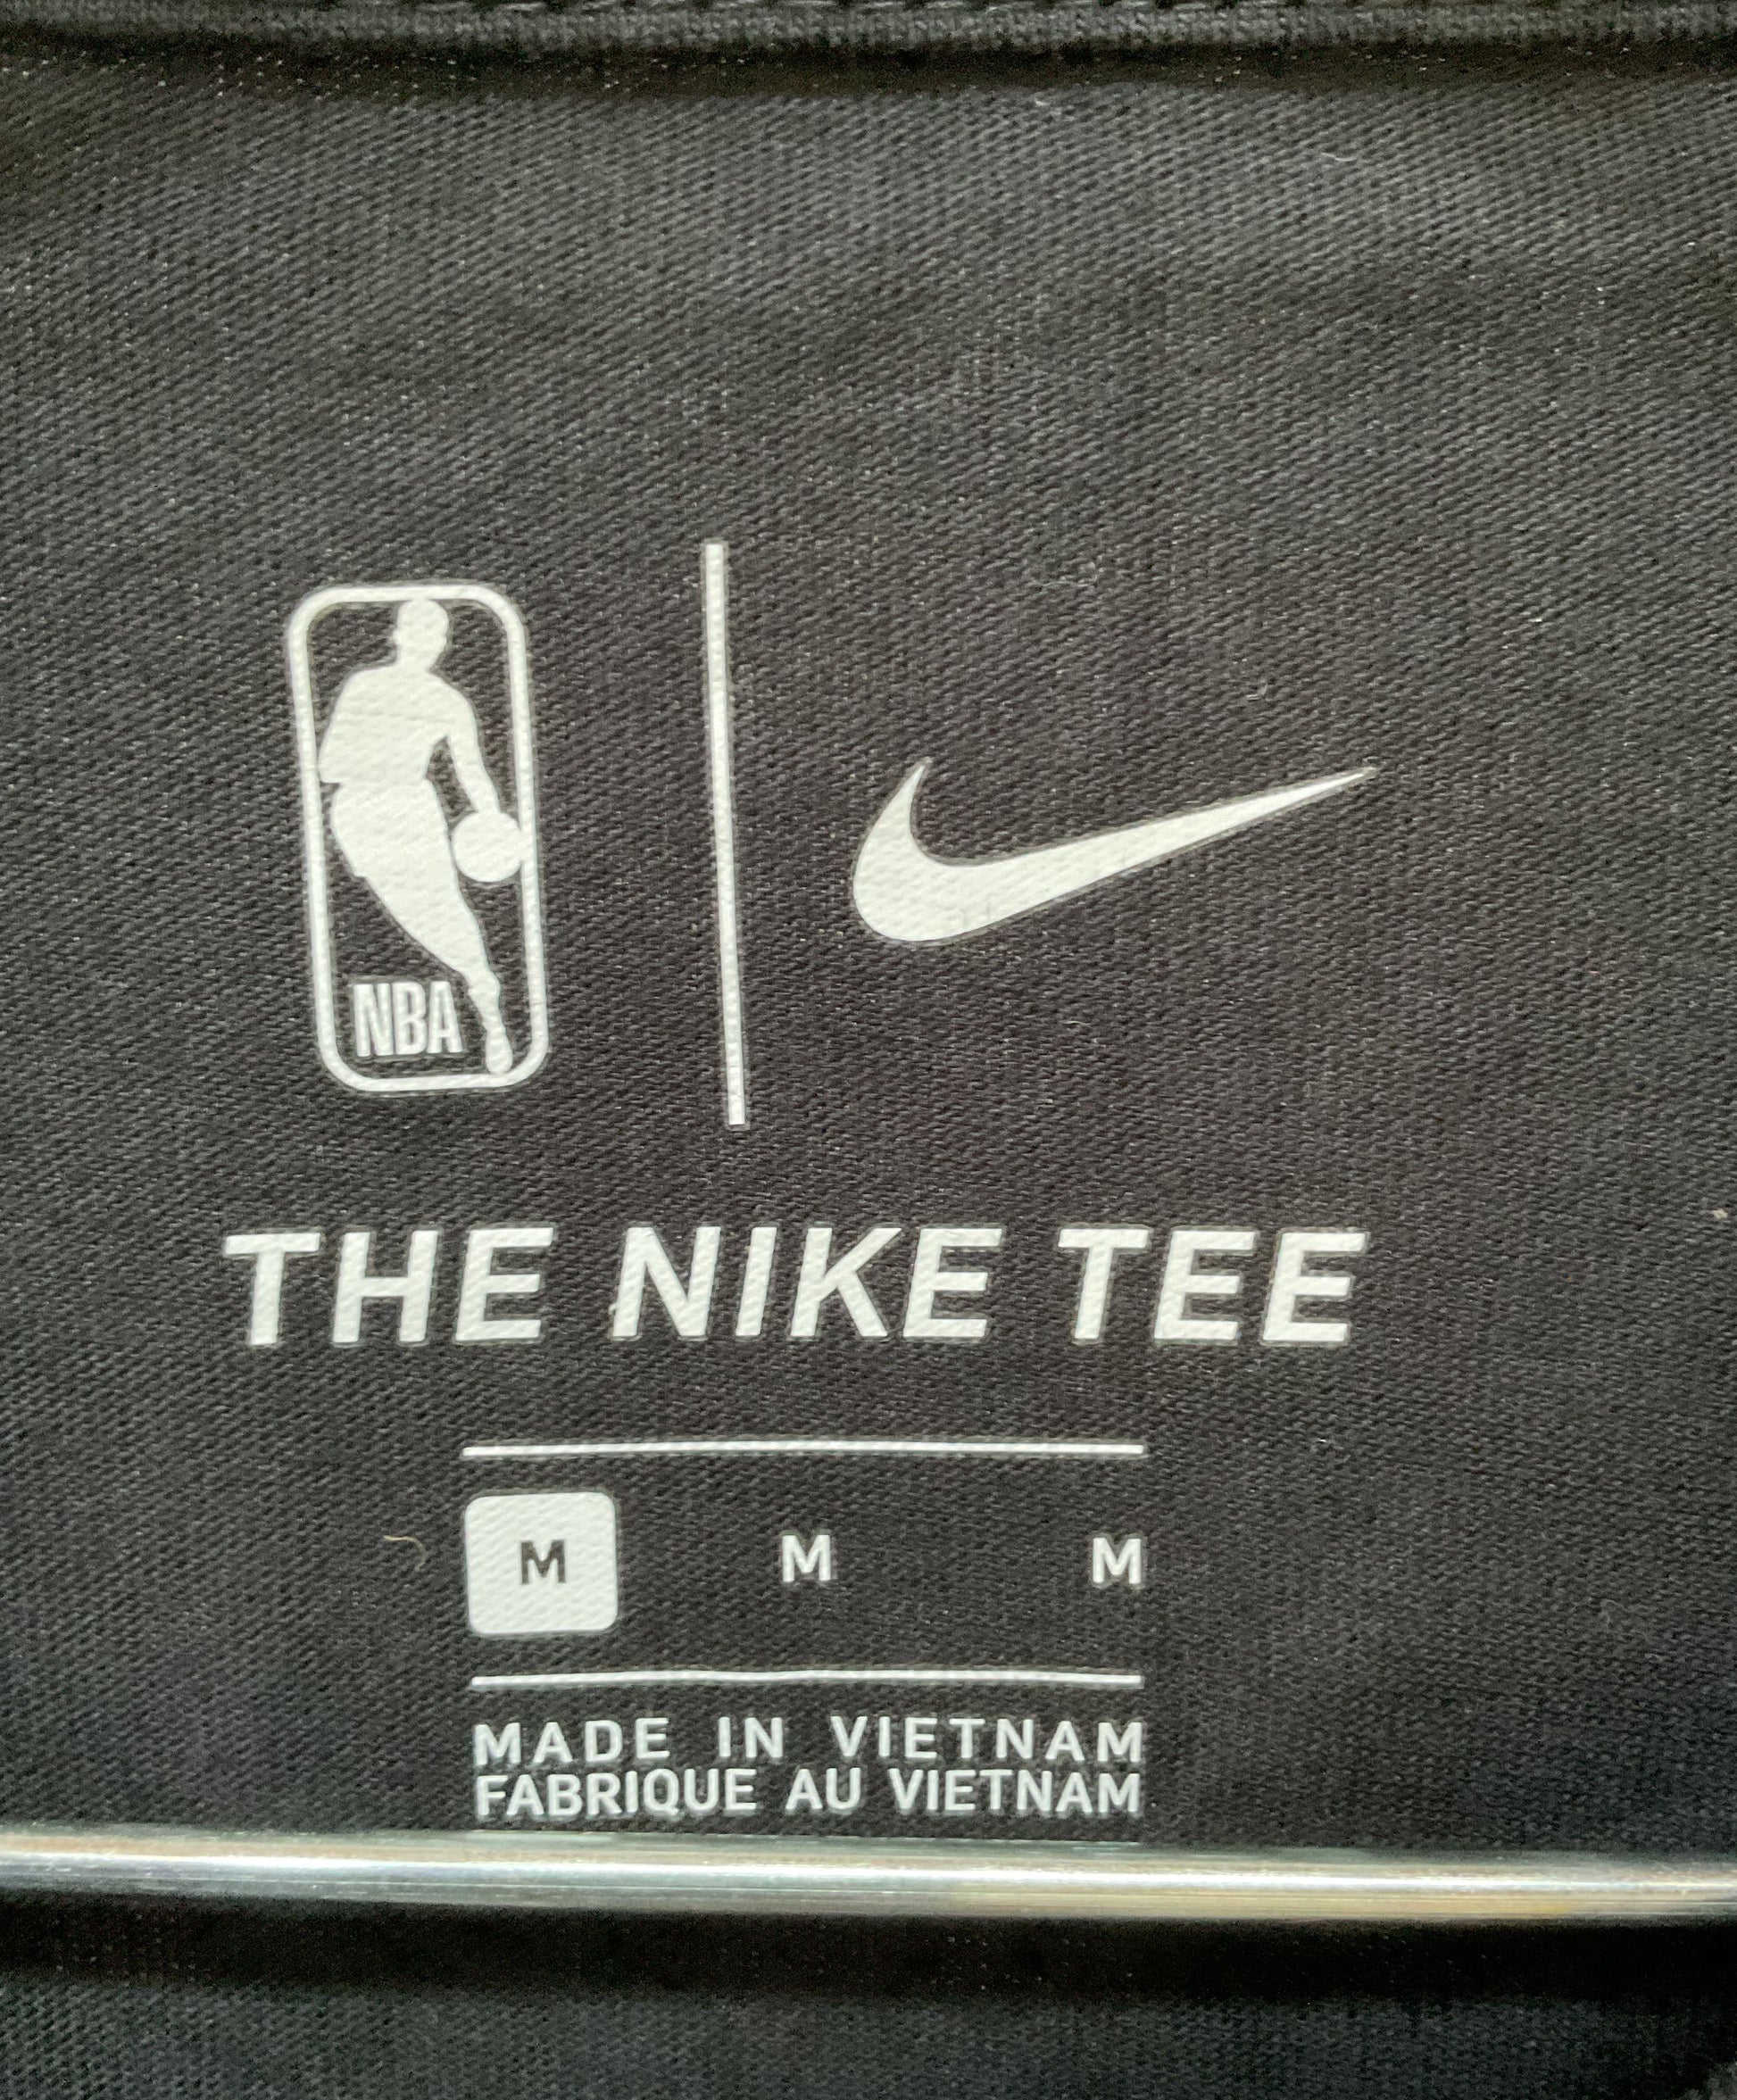 NBA
THE NIKE TEE
M M M
MADE IN VIETNAM
FABRIQUE AU VIETNAM